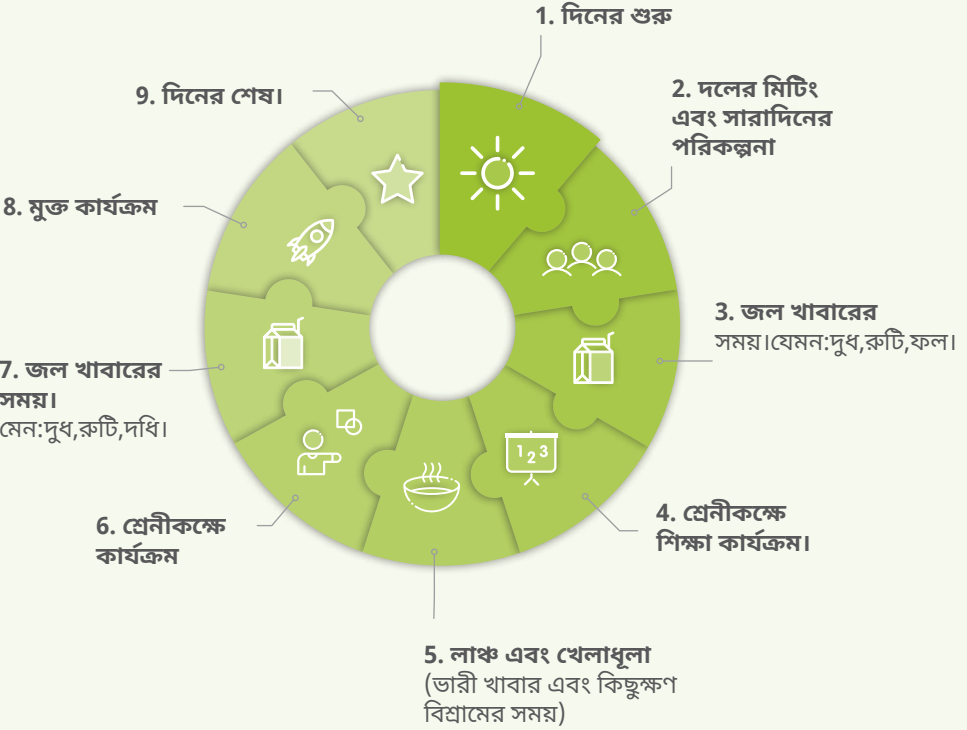 1. দিনের শুরু
2. দলের মিটিং
এবং সারাদিনের
পরিকল্পনা
3. জল খাবারের
সময়।যেমন:দুধ,রুটি,ফল।
4. শ্রেনীকক্ষে
শিক্ষা কার্যক্রম।
1 2 3
5. লাঞ্চ এবং খেলাধূলা
(ভারী খাবার এবং কিছুক্ষণ
বিশ্রামের সময়)
6. শ্রেনীকক্ষে
কার্যক্রম
7. জল খাবারের
সময়।
মেন:দুধ,রুটি,দধি।
8. মুক্ত কার্যক্রম
9. দিনের শেষ।